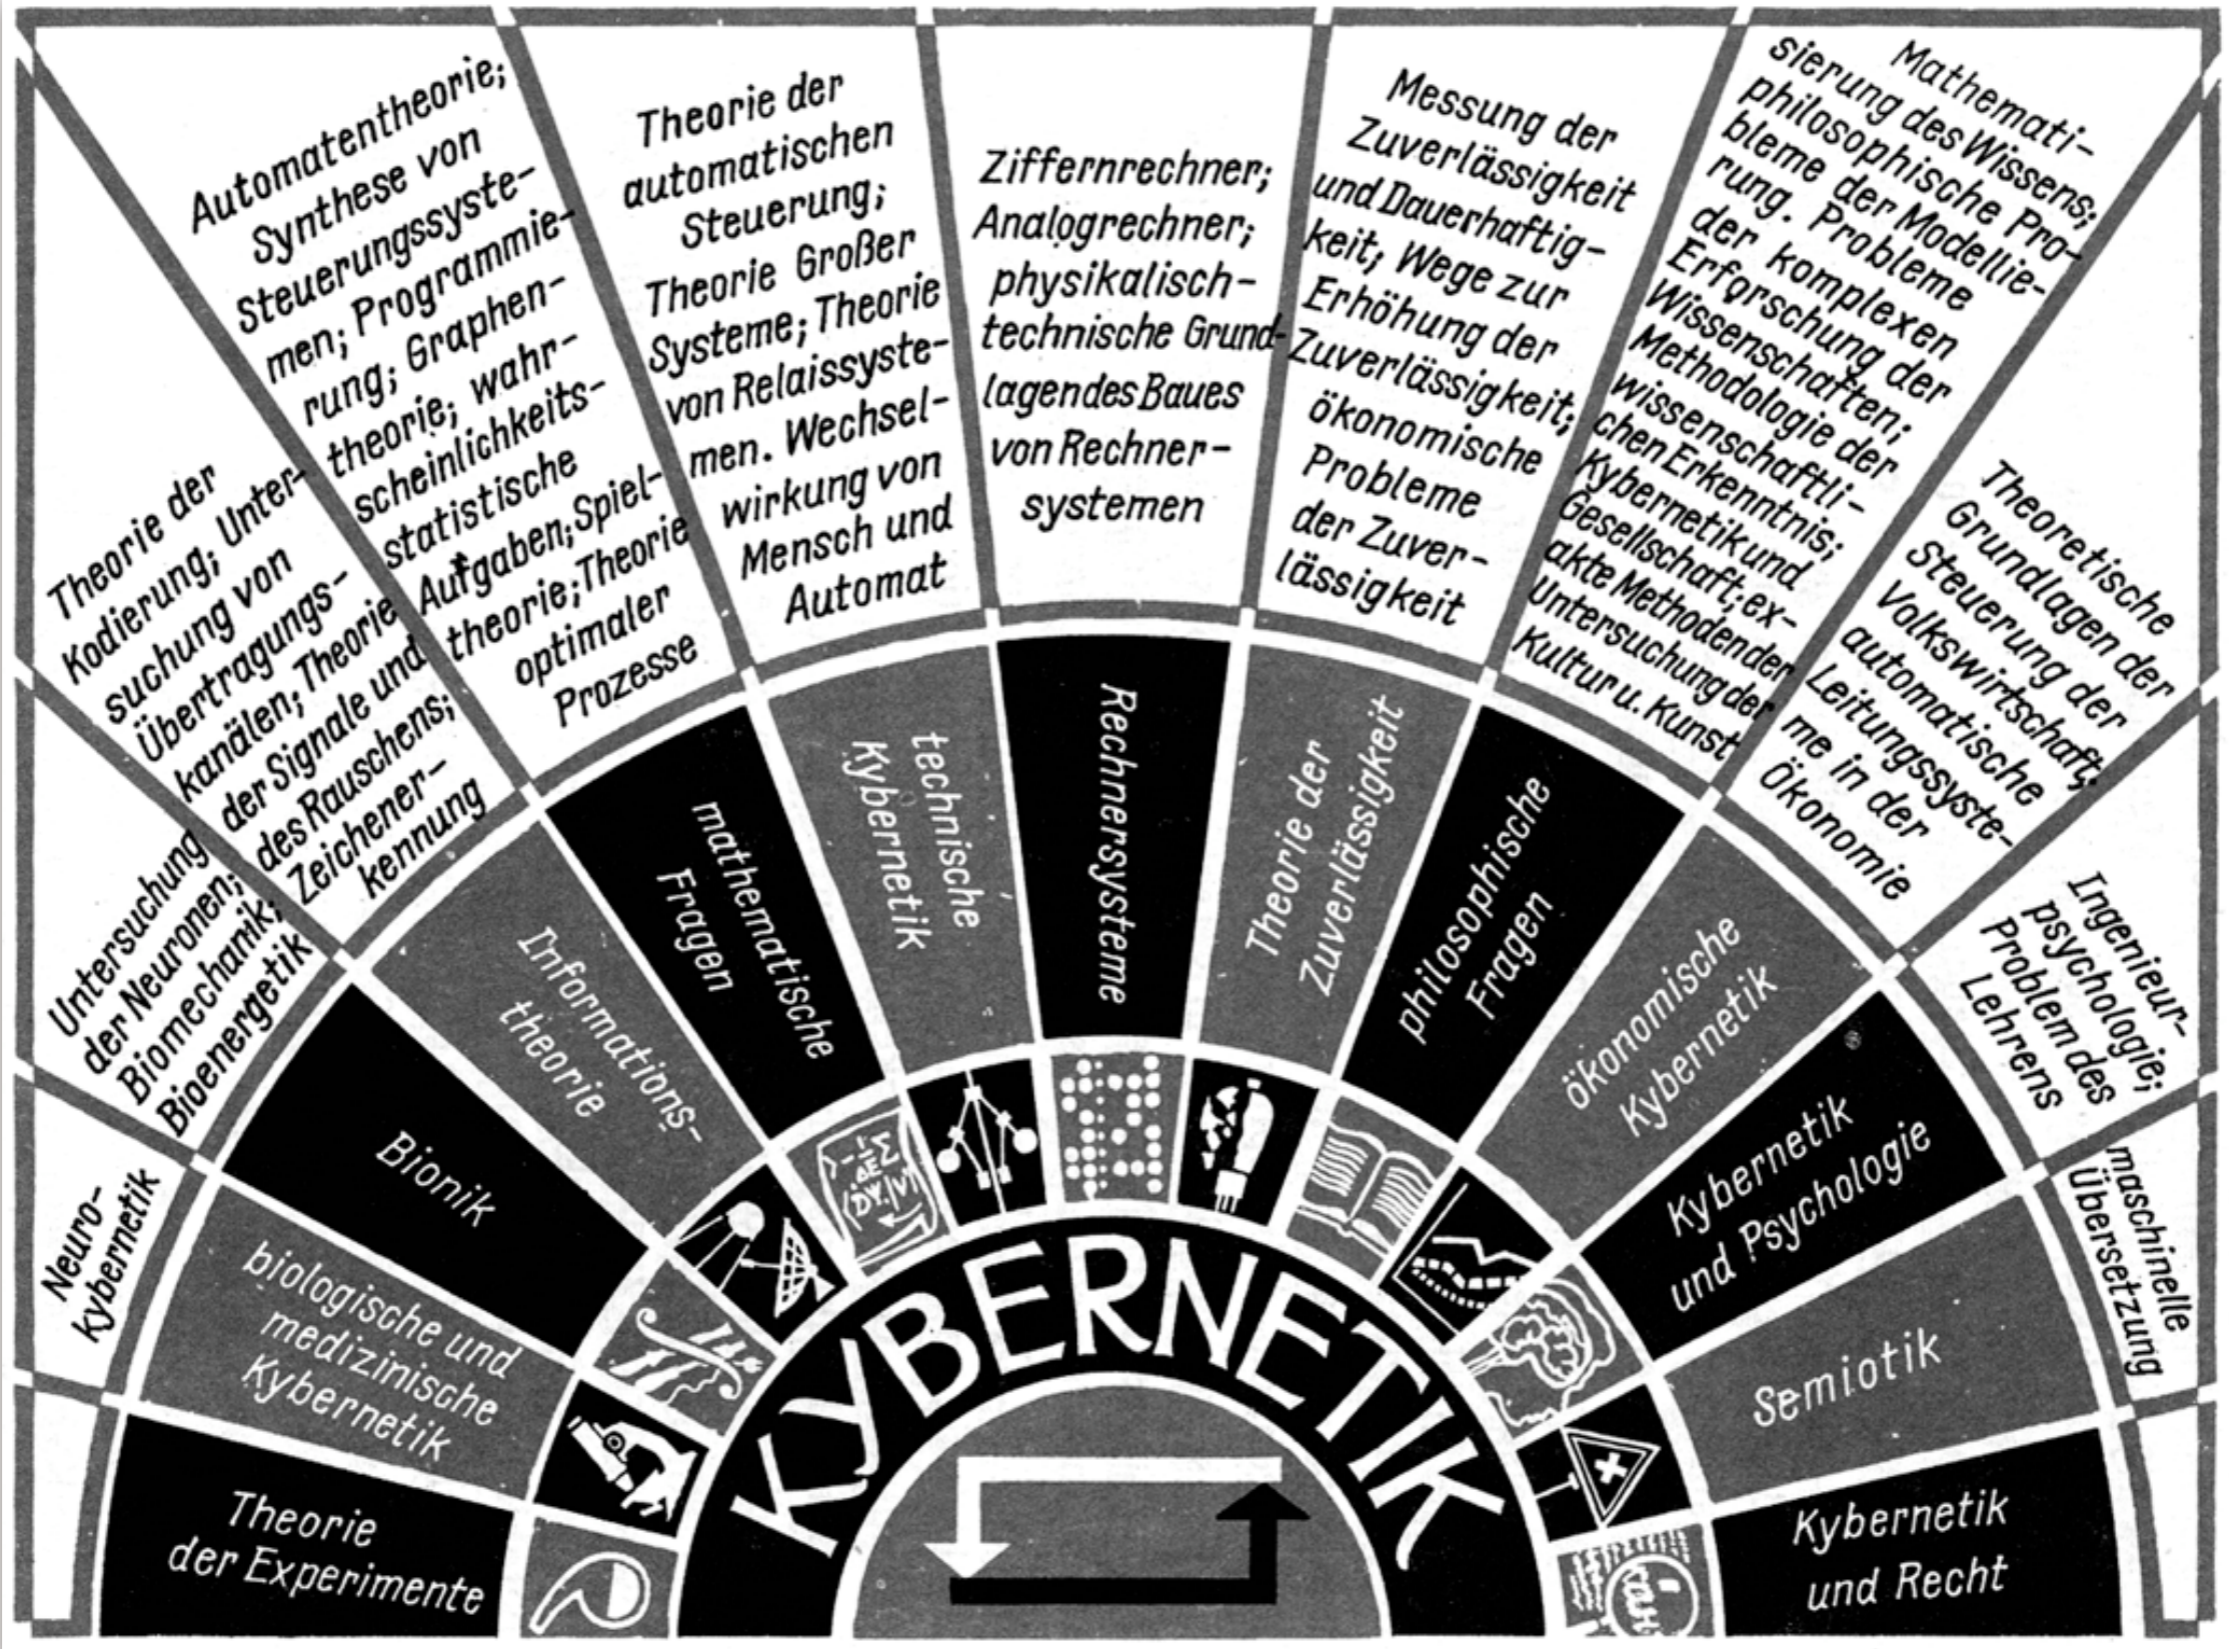 Theorie
der Experimente
Neuro-
kybernetik
biologische und
medizinische
Kybernetik
Untersuchung
der Neuronen;
Biomechanik;
Bioenergetik
Bionik
Theorie der
Kodierung; Unter-
suchung von
Übertragungs-
kanälen; Theorie
der Signale und
des Rauschens;
Zeichener-
kennung
Informations-
theorie
Automatentheorie;
Synthese von
Steuerungssyste-
men; Programmie-
rung; Graphen-
theorie; wahr-
scheinlichkeits-
statistische
Aufgaben; Spiel-
theorie; Theorie
optimaler
Prozesse
mathematische
Fragen
Theorie der
automatischen
Steuerung;
Theorie Großer
Systeme; Theorie
von Relaissyste-
men. Wechsel-
wirkung von
Mensch und
Automat
technische
Kybernetik
Ziffernrechner;
Analogrechner;
physikalisch-
technische Grund-
lagen des Baues
von Rechner-
systemen
Rechnersysteme
Messung der
Zuverlässigkeit
und Dauerhaftig-
keit; Wege zur
Erhöhung der
Zuverlässigkeit;
ökonomische
Probleme
der Zuver-
lässigkeit
Theorie der
Zuverlässigkeit
Mathemati-
sierung des Wissens;
philosophische Pro-
bleme der Modellie-
rung. Probleme
der komplexen
Erforschung der
Wissenschaften;
Methodologie der
wissenschaftli-
chen Erkenntnis;
Kybernetik und
Gesellschaft; ex-
akte Methoden der
Untersuchung der
Kultur u. Kunst
philosophische
Fragen
Theoretische
Grundlagen der
Steuerung der
Volkswirtschaft;
automatische
Leitungssyste-
me in der
Ökonomie
ökonomische
Kybernetik
Ingenieur-
psychologie;
Problem des
Lehrens
Kybernetik
und Psychologie
maschinelle
Übersetzung
Semiotik
Kybernetik
und Recht
KYBERNETIK